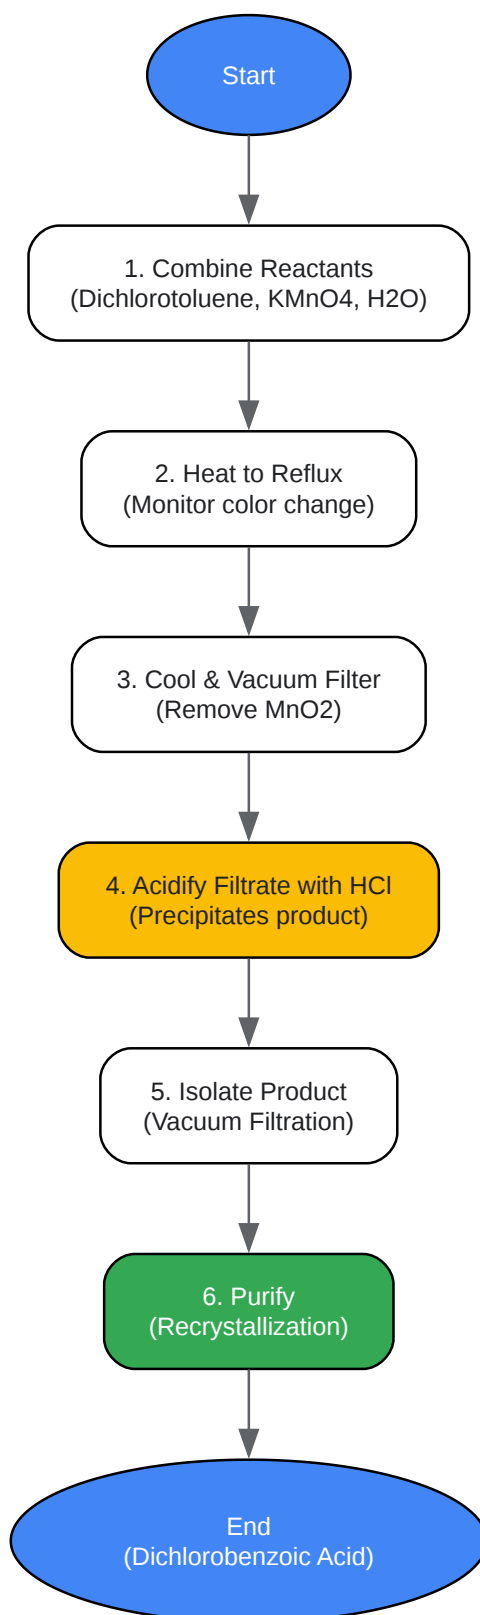 Start
1. Combine Reactants
(Dichlorotoluene, KMnO4, H2O)
2. Heat to Reflux
(Monitor color change)
3. Cool & Vacuum Filter
(Remove MnO2)
4. Acidify Filtrate with HCl
(Precipitates product)
5. Isolate Product
(Vacuum Filtration)
6. Purify
(Recrystallization)
End
(Dichlorobenzoic Acid)